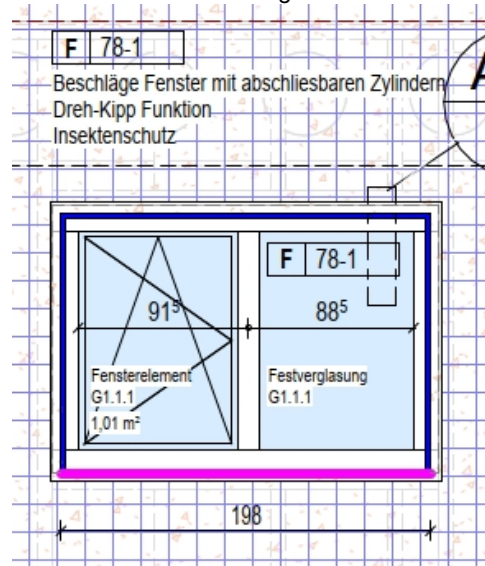 F 78-1
Beschläge Fenster mit abschliesbaren Zylindern
Dreh-Kipp Funktion
Insektenschutz
F 78-1
91⁵ 88⁵
Fensterelement
G1.1.1
1,01 m²
Festverglasung
G1.1.1
198